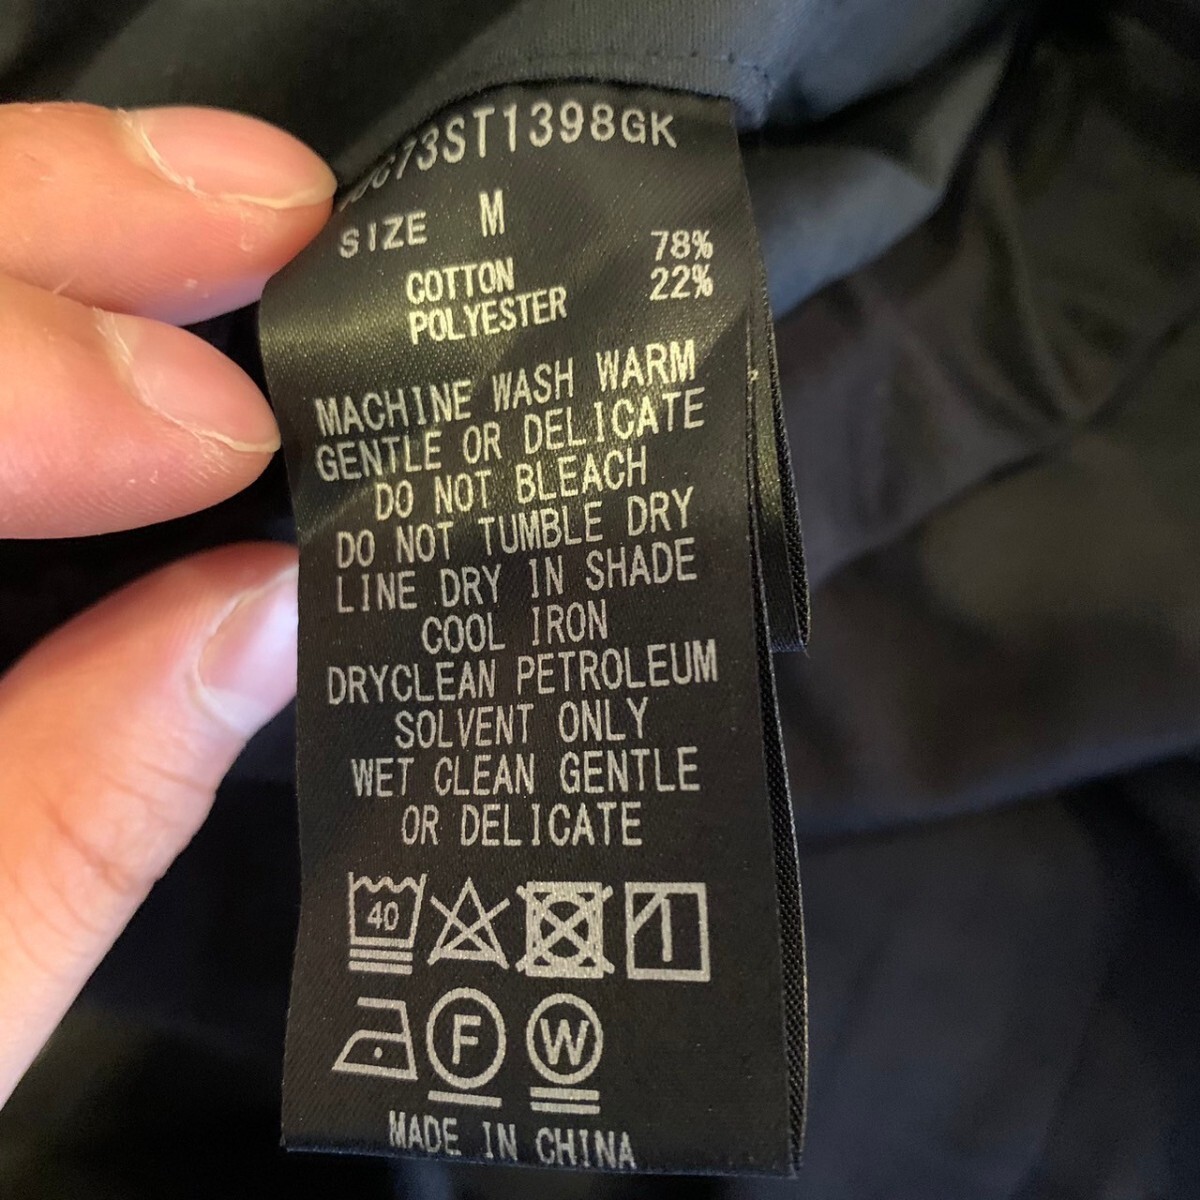 C73ST1398GK
SIZE M
COTTON 78%
POLYESTER 22%
MACHINE WASH WARM
GENTLE OR DELICATE
DO NOT BLEACH
DO NOT TUMBLE DRY
LINE DRY IN SHADE
COOL IRON
DRYCLEAN PETROLEUM
SOLVENT ONLY
WET CLEAN GENTLE
OR DELICATE
40
F W
MADE IN CHINA